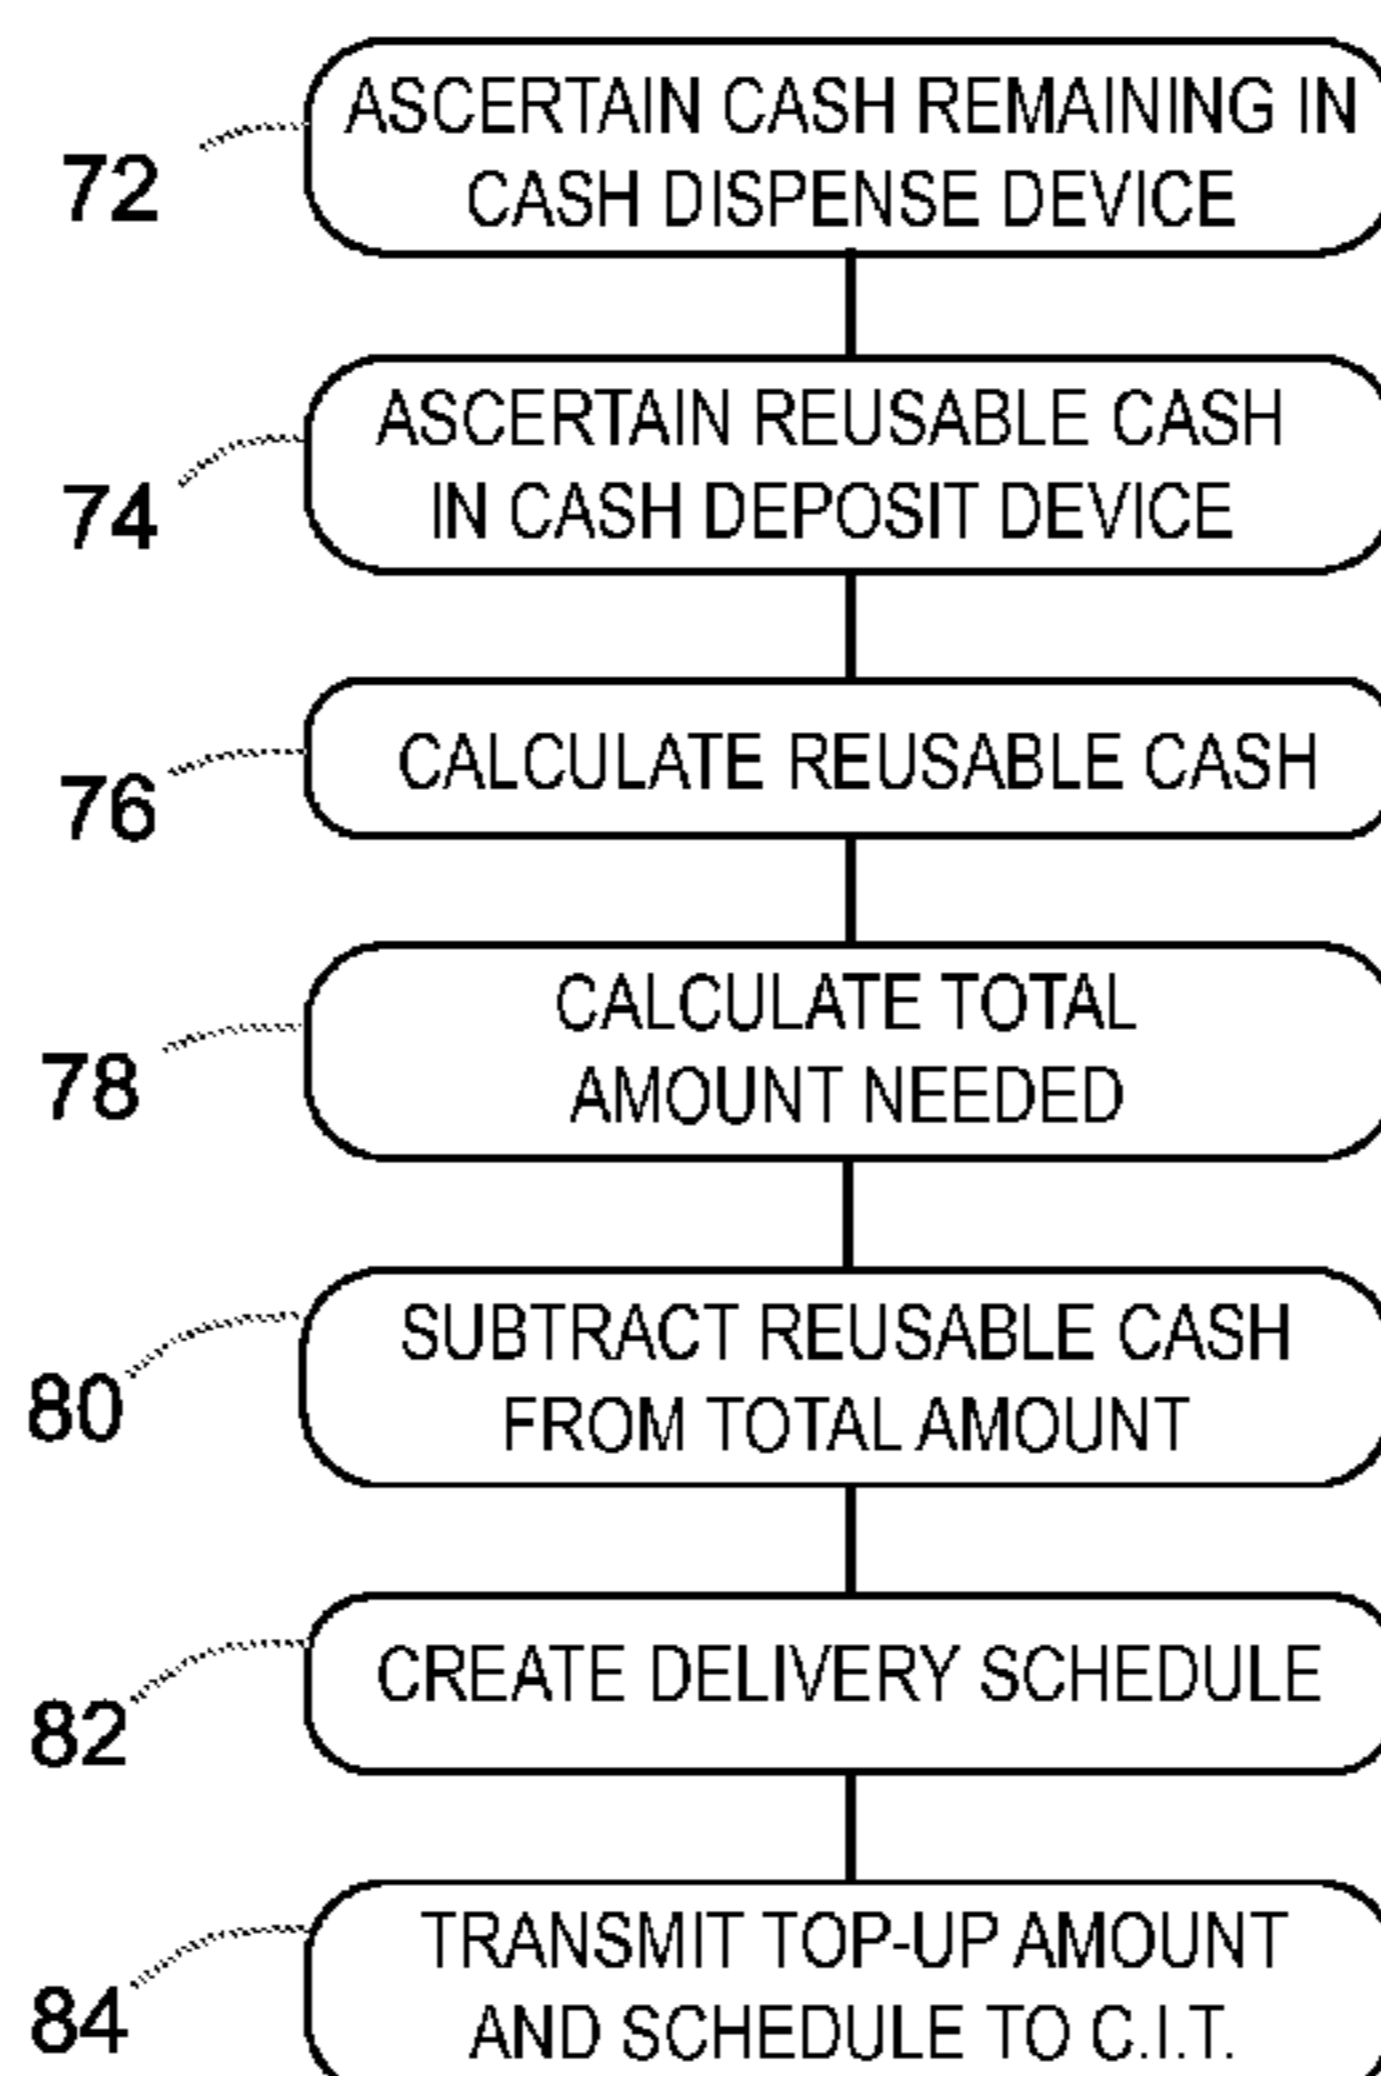 72
ASCERTAIN CASH REMAINING IN
CASH DISPENSE DEVICE
74
ASCERTAIN REUSABLE CASH
IN CASH DEPOSIT DEVICE
76
CALCULATE REUSABLE CASH
78
CALCULATE TOTAL
AMOUNT NEEDED
80
SUBTRACT REUSABLE CASH
FROM TOTAL AMOUNT
82
CREATE DELIVERY SCHEDULE
84
TRANSMIT TOP-UP AMOUNT
AND SCHEDULE TO C.I.T.